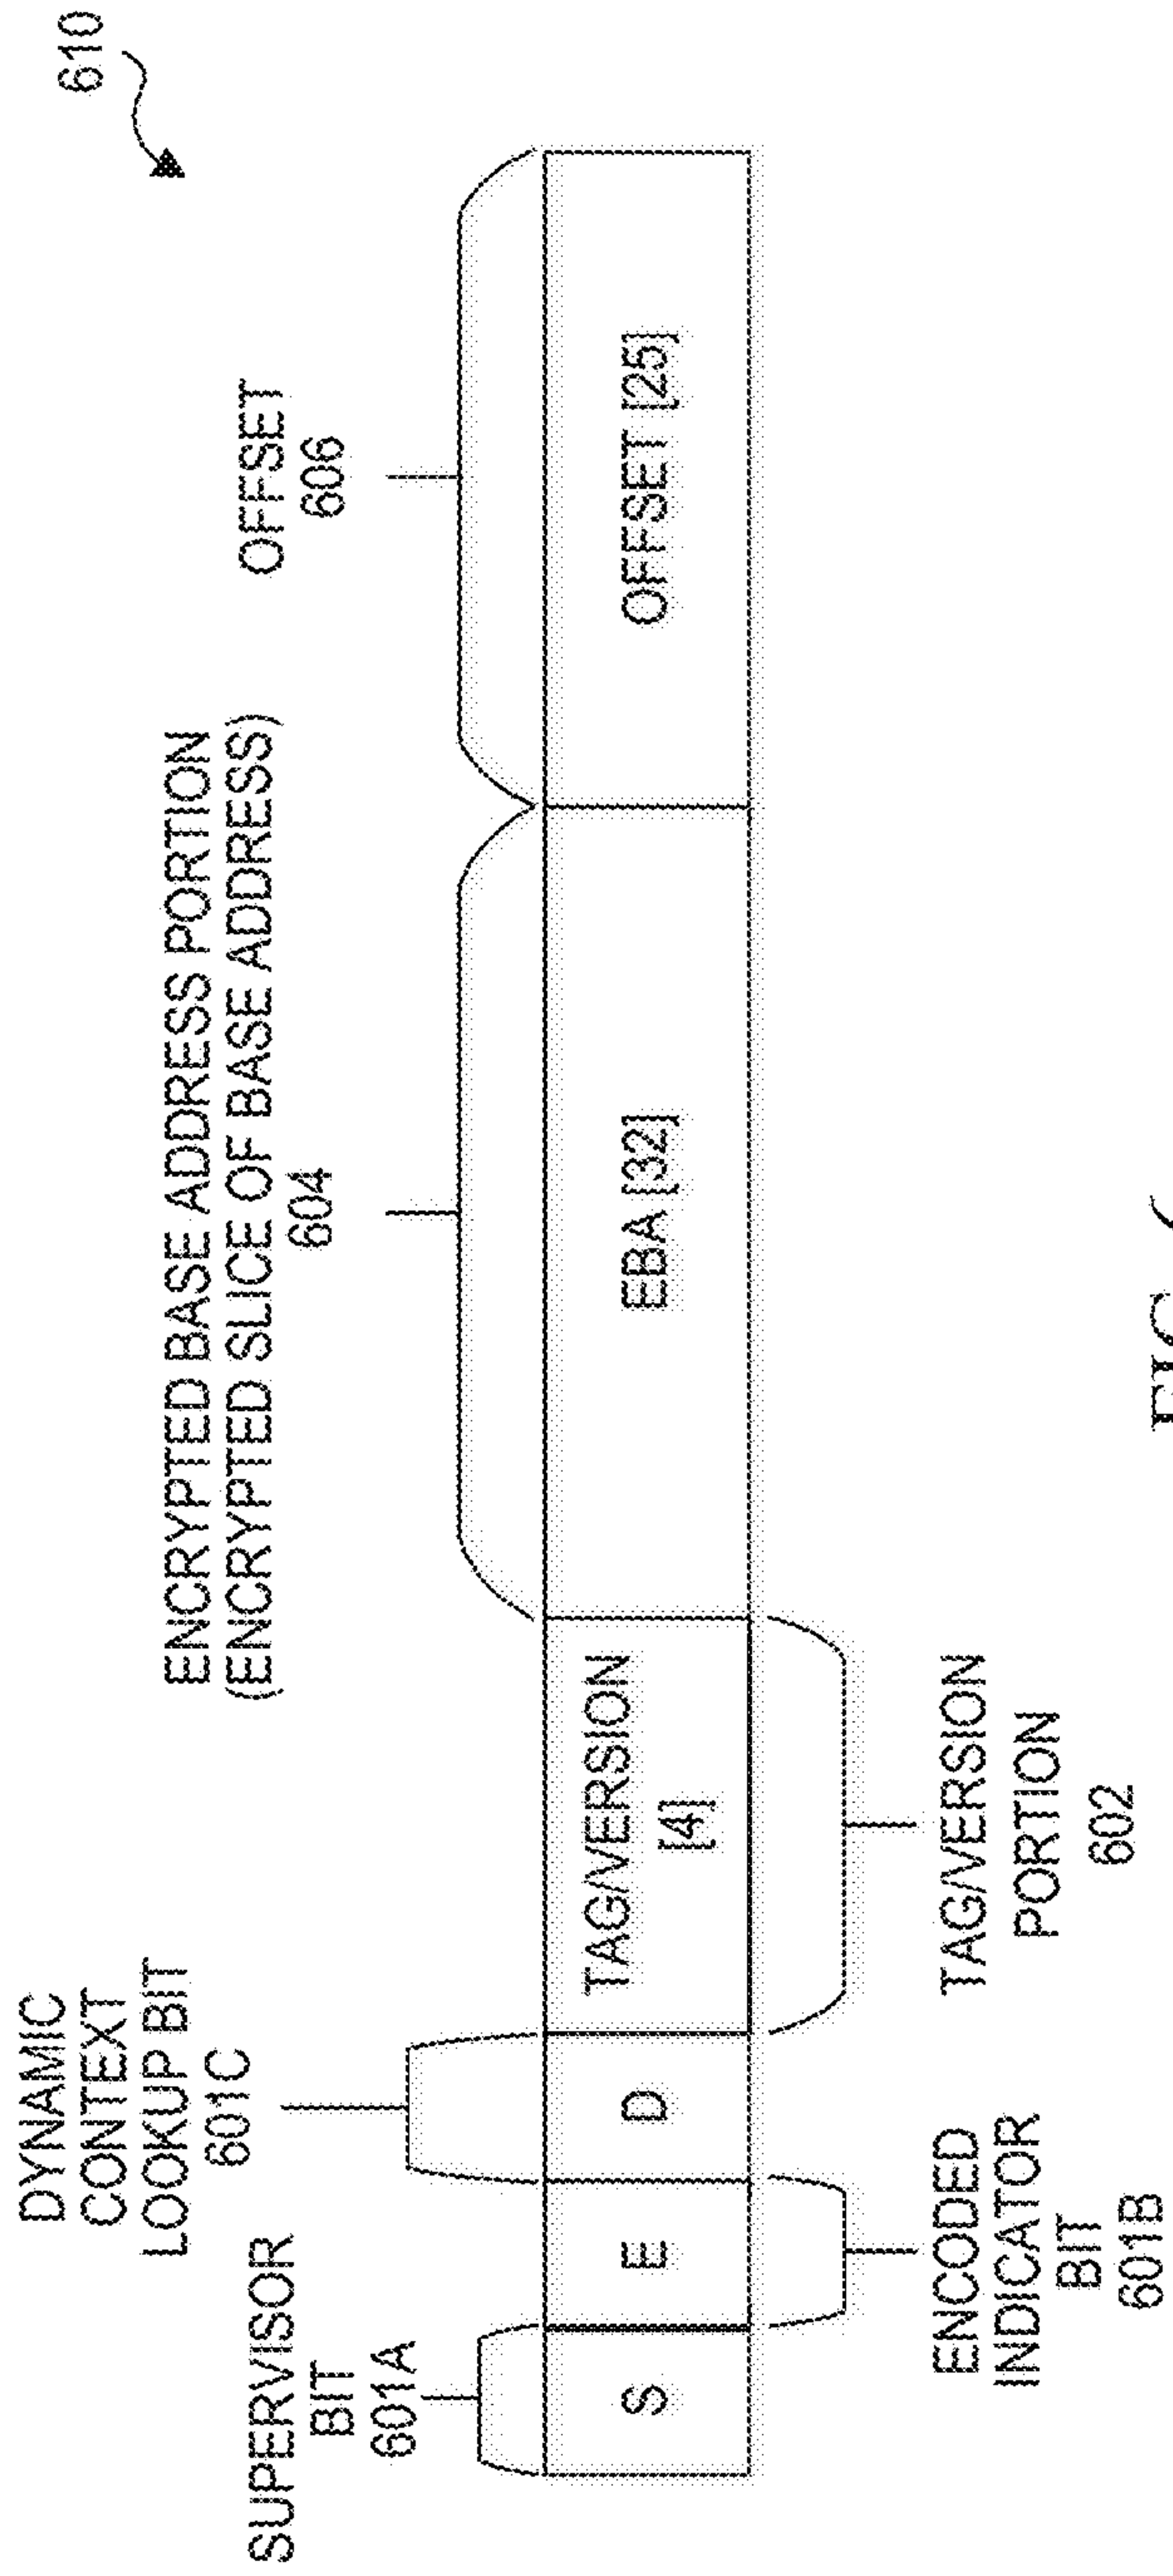 610
DYNAMIC
CONTEXT
LOOKUP BIT
601C
SUPERVISOR
BIT
601A
ENCRYPTED BASE ADDRESS PORTION
(ENCRYPTED SLICE OF BASE ADDRESS)
604
OFFSET
606
S
E
D
TAG/VERSION
[4]
EBA [32]
OFFSET [25]
ENCODED
INDICATOR
BIT
601B
TAG/VERSION
PORTION
602